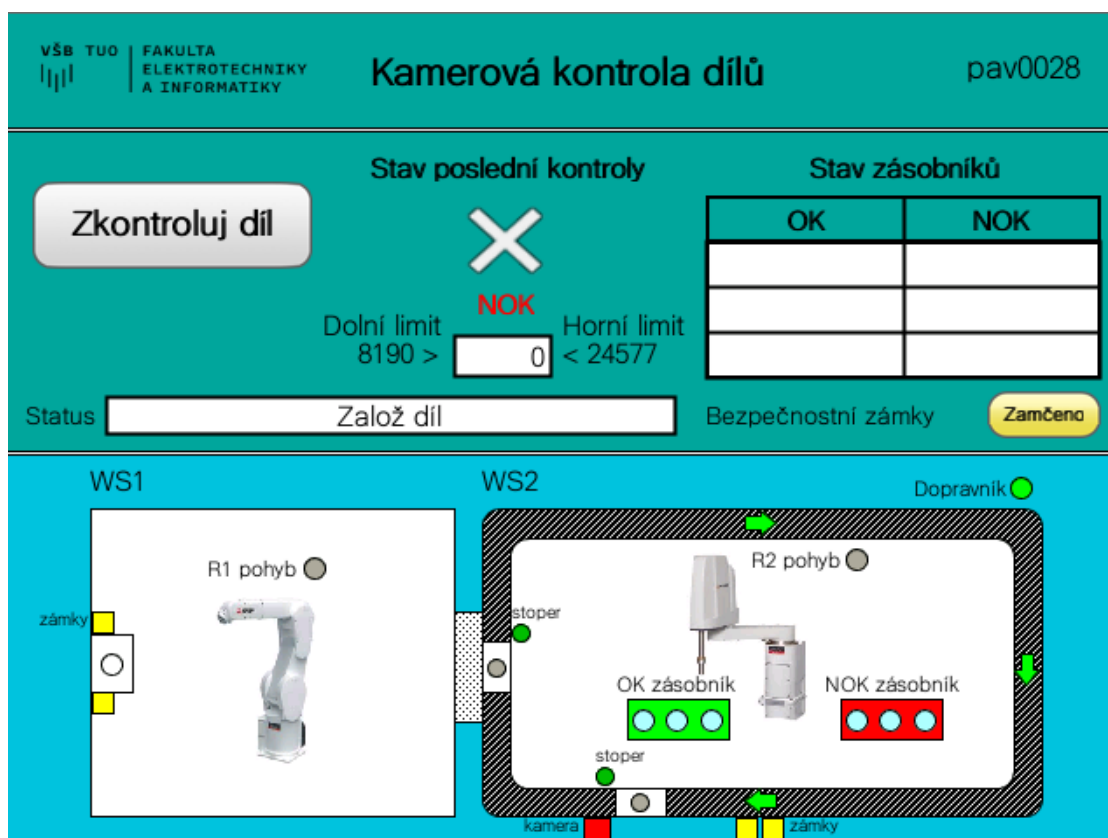 VŠB TUO
FAKULTA
ELEKTROTECHNIKY
A INFORMATIKY
Kamerová kontrola dílů
pav0028
Zkontroluj díl
Stav poslední kontroly
NOK
Dolní limit
8190 >
0
Horní limit
< 24577
Stav zásobníků
OK NOK
Status
Založ díl
Bezpečnostní zámky
Zamčeno
WS1
WS2
Dopravník
R1 pohyb
R2 pohyb
zámky
stoper
OK zásobník
NOK zásobník
stoper
kamera
zámky